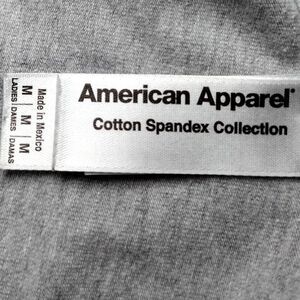 American Apparel®
Cotton Spandex Collection
Made in Mexico
M | M | M
LADIES | DAMES | DAMAS